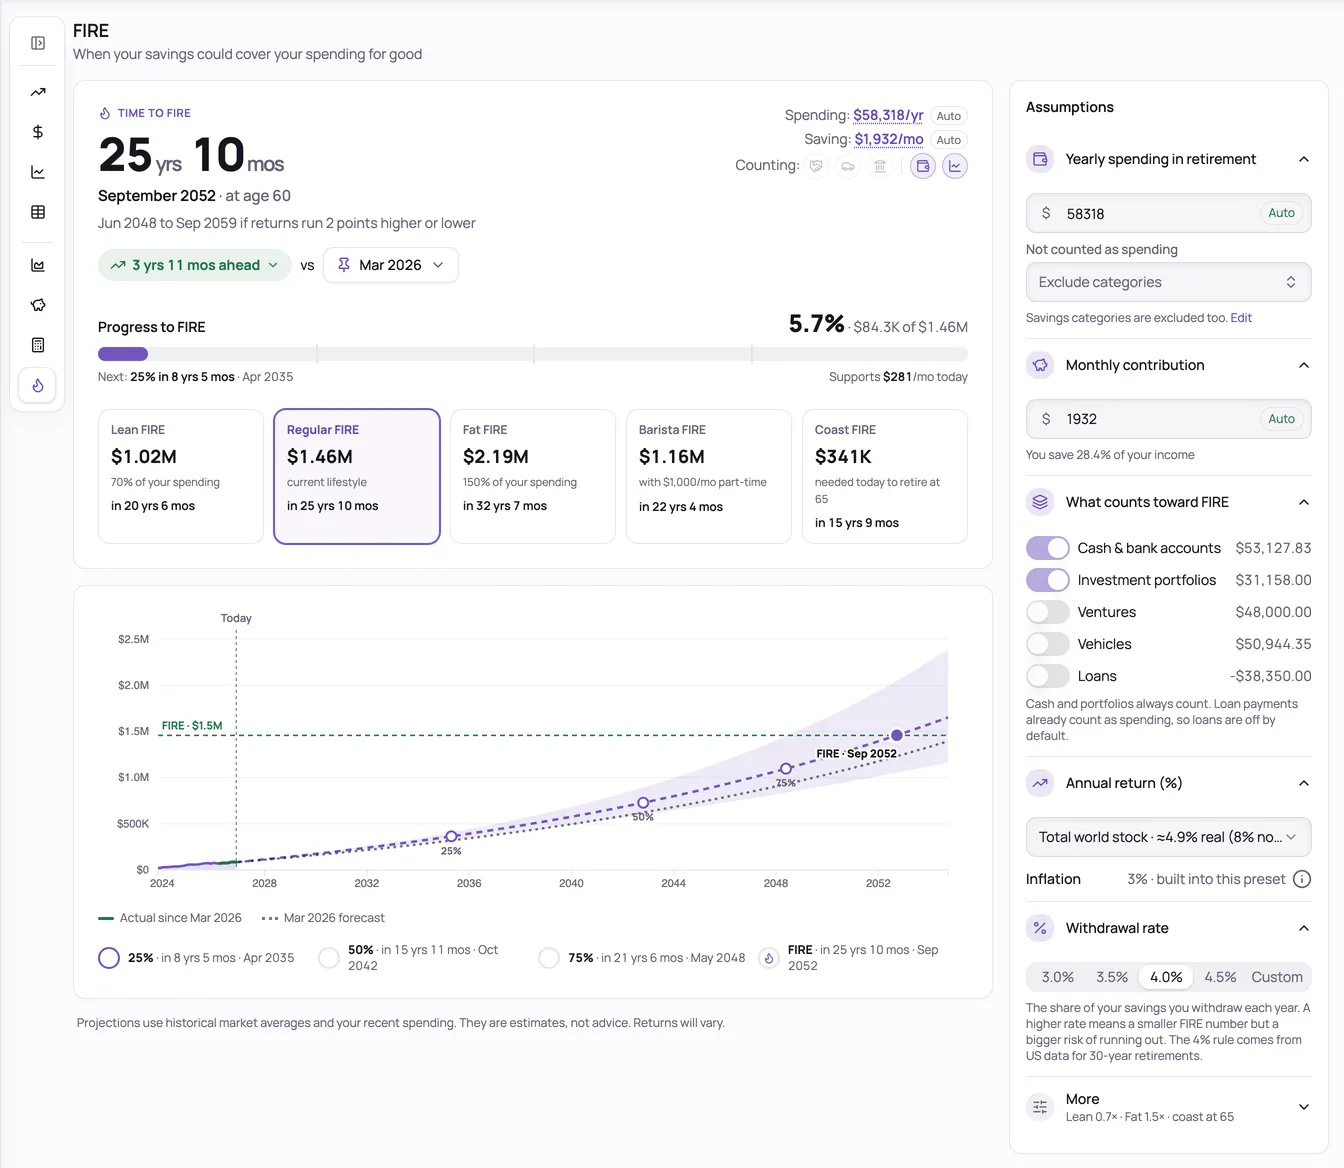 FIRE
When your savings could cover your spending for good
TIME TO FIRE
25 yrs 10 mos
September 2052 · at age 60
Jun 2048 to Sep 2059 if returns run 2 points higher or lower
3 yrs 11 mos ahead
vs
Mar 2026
Spending: $58,318/yr Auto
Saving: $1,932/mo Auto
Counting:
Progress to FIRE
5.7% · $84.3K of $1.46M
Next: 25% in 8 yrs 5 mos · Apr 2035
Supports $281/mo today
Lean FIRE
$1.02M
70% of your spending
in 20 yrs 6 mos
Regular FIRE
$1.46M
current lifestyle
in 25 yrs 10 mos
Fat FIRE
$2.19M
150% of your spending
in 32 yrs 7 mos
Barista FIRE
$1.16M
with $1,000/mo part-time
in 22 yrs 4 mos
Coast FIRE
$341K
needed today to retire at
65
in 15 yrs 9 mos
Today
$2.5M
$2.0M
FIRE · $1.5M
$1.5M
FIRE · Sep 2052
$1.0M
75%
$500K
50%
25%
$0
2024
2028
2032
2036
2040
2044
2048
2052
Actual since Mar 2026
Mar 2026 forecast
25% · in 8 yrs 5 mos · Apr 2035
50% · in 15 yrs 11 mos · Oct
2042
75% · in 21 yrs 6 mos · May 2048
FIRE · in 25 yrs 10 mos · Sep
2052
Projections use historical market averages and your recent spending. They are estimates, not advice. Returns will vary.
Assumptions
Yearly spending in retirement
$ 58318 Auto
Not counted as spending
Exclude categories
Savings categories are excluded too. Edit
Monthly contribution
$ 1932 Auto
You save 28.4% of your income
What counts toward FIRE
Cash & bank accounts $53,127.83
Investment portfolios $31,158.00
Ventures $48,000.00
Vehicles $50,944.35
Loans -$38,350.00
Cash and portfolios always count. Loan payments
already count as spending, so loans are off by
default.
Annual return (%)
Total world stock · ≈4.9% real (8% no...
Inflation 3% · built into this preset
Withdrawal rate
3.0% 3.5% 4.0% 4.5% Custom
The share of your savings you withdraw each year. A
higher rate means a smaller FIRE number but a
bigger risk of running out. The 4% rule comes from
US data for 30-year retirements.
More
Lean 0.7× · Fat 1.5× · coast at 65